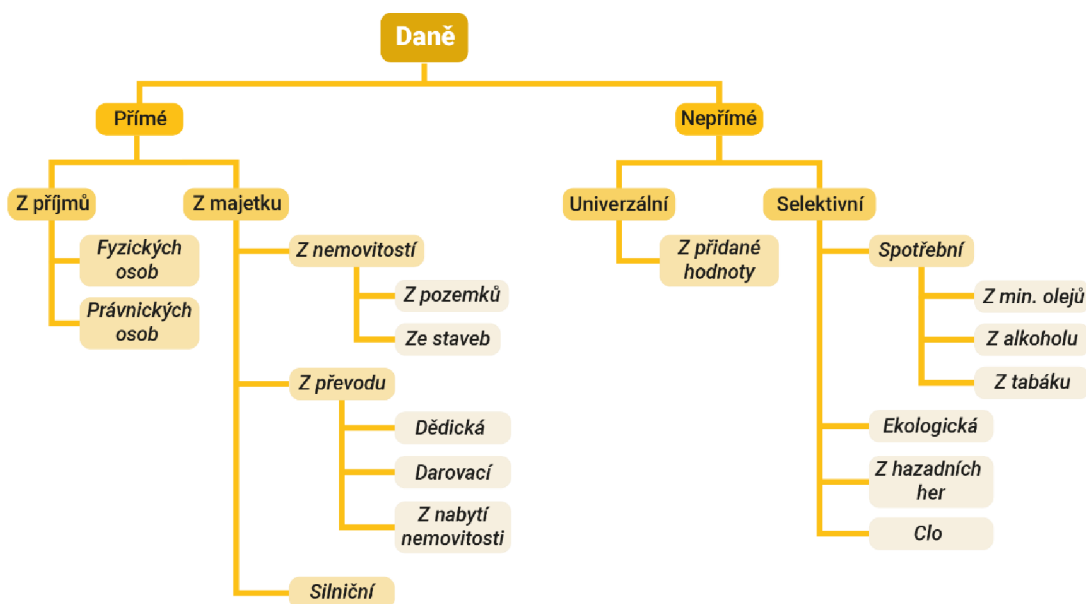 Daně
Přímé
Nepřímé
Z příjmů
Z majetku
Univerzální
Selektivní
Fyzických
osob
Právnických
osob
Z nemovitostí
Z pozemků
Ze staveb
Z převodu
Dědická
Darovací
Z nabytí
nemovitosti
Silniční
Z přidané
hodnoty
Spotřební
Z min. olejů
Z alkoholu
Z tabáku
Ekologická
Z hazadních
her
Clo